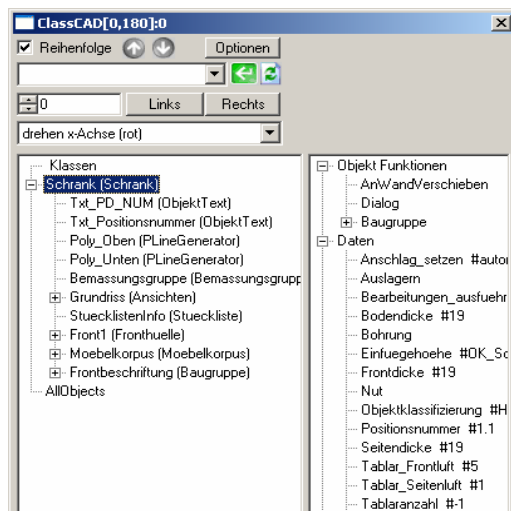 ClassCAD[0,180]:0
Reihenfolge Optionen
0 Links Rechts
drehen x-Achse (rot)
Klassen
Schrank (Schrank)
Txt_PD_NUM (ObjektText)
Txt_Positionsnummer (ObjektText)
Poly_Oben (PLineGenerator)
Poly_Unten (PLineGenerator)
Bemassungsgruppe (Bemassungsgrupp
Grundriss (Ansichten)
StuecklistenInfo (Stueckliste)
Front1 (Fronthuelle)
Moebelkorpus (Moebelkorpus)
Frontbeschriftung (Baugruppe)
AllObjects
Objekt Funktionen
AnWandVerschieben
Dialog
Baugruppe
Daten
Anschlag_setzen #autor
Auslagern
Bearbeitungen_ausfuehr
Bodendicke #19
Bohrung
Einfuegehoehe #OK_So
Frontdicke #19
Nut
Objektklassifizierung #H
Positionsnummer #1.1
Seitendicke #19
Tablar_Frontluft #5
Tablar_Seitenluft #1
Tablaranzahl #-1